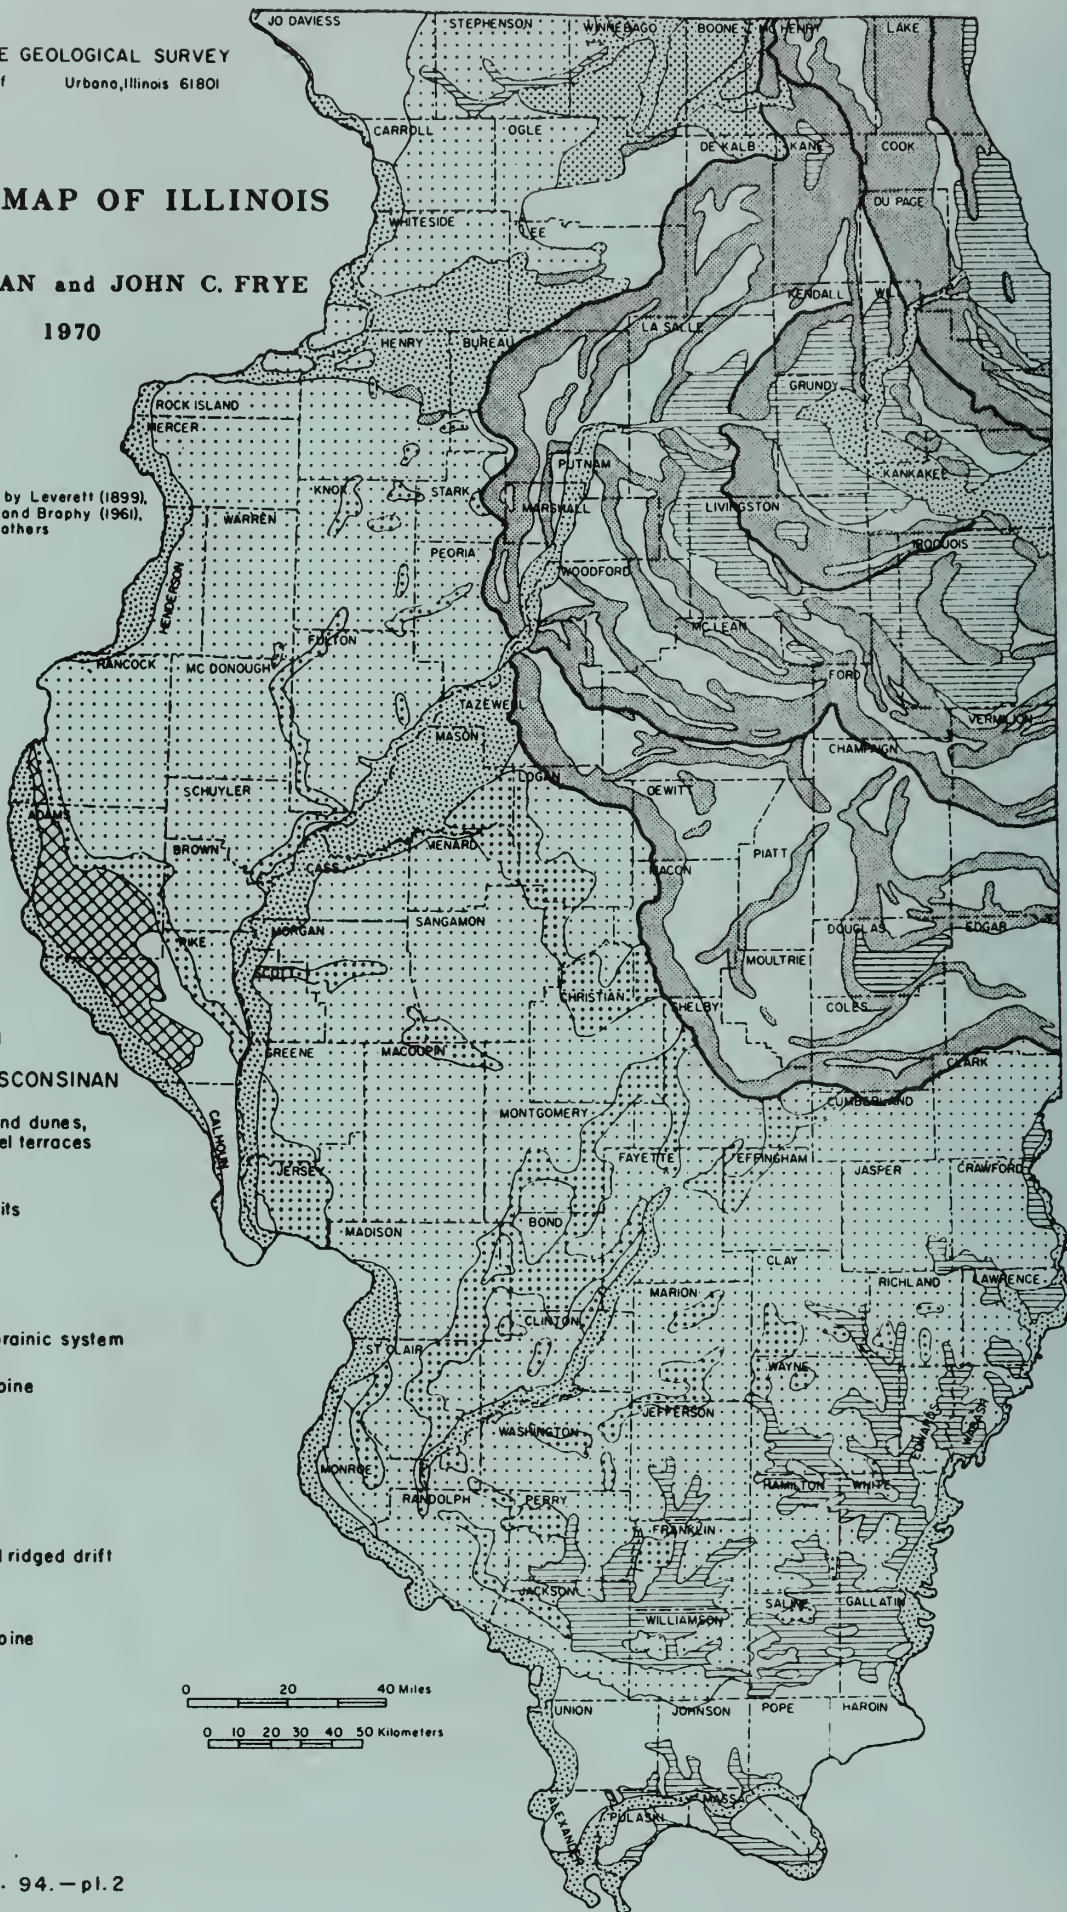 E GEOLOGICAL SURVEY
f Urbana, Illinois 61801
MAP OF ILLINOIS
AN and JOHN C. FRYE
1970
by Leverett (1899),
and Brophy (1961),
others
SCONSINAN
nd dunes,
el terraces
its
orainic system
oine
ridged drift
oine
0 20 40 Miles
0 10 20 30 40 50 Kilometers
. 94.—pl.2
JO DAVIESS
STEPHENSON
WINNEBAGO
BOONE
MC HENRY
LAKE
CARROLL
OGLE
DE KALB
KANE
COOK
DU PAGE
WHITESIDE
LEE
KENDALL
WILL
LA SALLE
HENRY
BUREAU
GRUNDY
ROCK ISLAND
MERCER
PUTNAM
KANKAKEE
KNOX
STARK
MARSHALL
LIVINGSTON
WARREN
PEORIA
IROQUOIS
WOODFORD
HENDERSON
MC LEAN
FULTON
HANCOCK
MC DONOUGH
FORD
TAZEWELL
VERMILION
MASON
CHAMPAIGN
LOGAN
SCHUYLER
DEWITT
ADAMS
BROWN
MENARD
PIATT
CASS
MACON
SANGAMON
MORGAN
DOUGLAS
EDGAR
PIKE
MOULTRIE
SCOTT
CHRISTIAN
SHELBY
COLES
GREENE
MACOUPIN
CLARK
CUMBERLAND
MONTGOMERY
CALHOUN
FAYETTE
EFFINGHAM
JASPER
CRAWFORD
JERSEY
BOND
MADISON
CLAY
RICHLAND
LAWRENCE
MARION
CLINTON
ST CLAIR
WAYNE
JEFFERSON
EDWARDS
WABASH
WASHINGTON
MONROE
HAMILTON
WHITE
RANDOLPH
PERRY
FRANKLIN
JACKSON
WILLIAMSON
SALINE
GALLATIN
UNION
JOHNSON
POPE
HARDIN
ALEXANDER
PULASKI
MASSAC